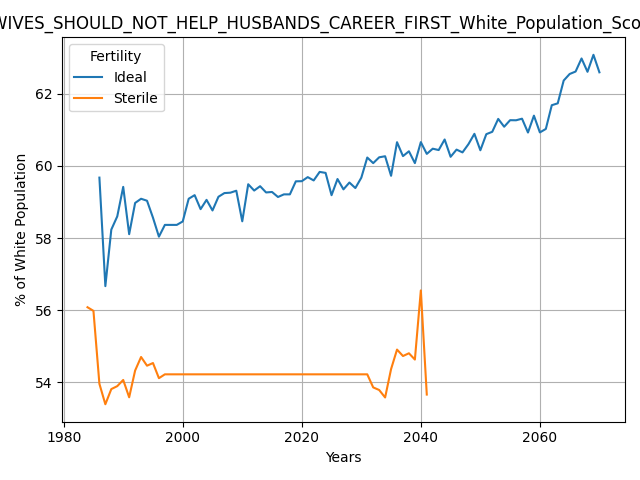 WIVES_SHOULD_NOT_HELP_HUSBANDS_CAREER_FIRST_White_Population_Sco
Fertility
Ideal
Sterile
% of White Population
62
60
58
56
54
1980 2000 2020 2040 2060
Years